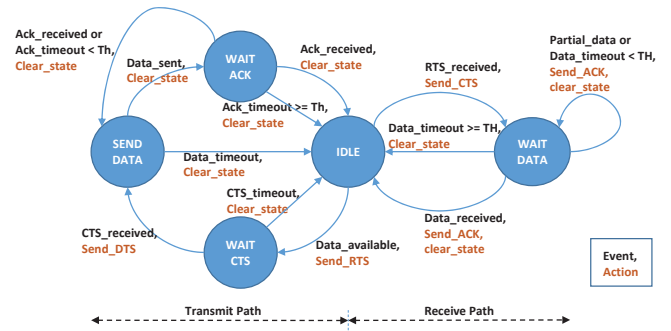 Ack_received or
Ack_timeout < Th,
Clear_state
Data_sent,
Clear_state
WAIT
ACK
Ack_received,
Clear_state
Ack_timeout >= Th,
Clear_state
RTS_received,
Send_CTS
Partial_data or
Data_timeout < TH,
Send_ACK,
clear_state
SEND
DATA
Data_timeout,
Clear_state
IDLE
Data_timeout >= TH,
Clear_state
WAIT
DATA
CTS_timeout,
Clear_state
CTS_received,
Send_DTS
WAIT
CTS
Data_available,
Send_RTS
Data_received,
Send_ACK,
clear_state
Event,
Action
Transmit Path
Receive Path